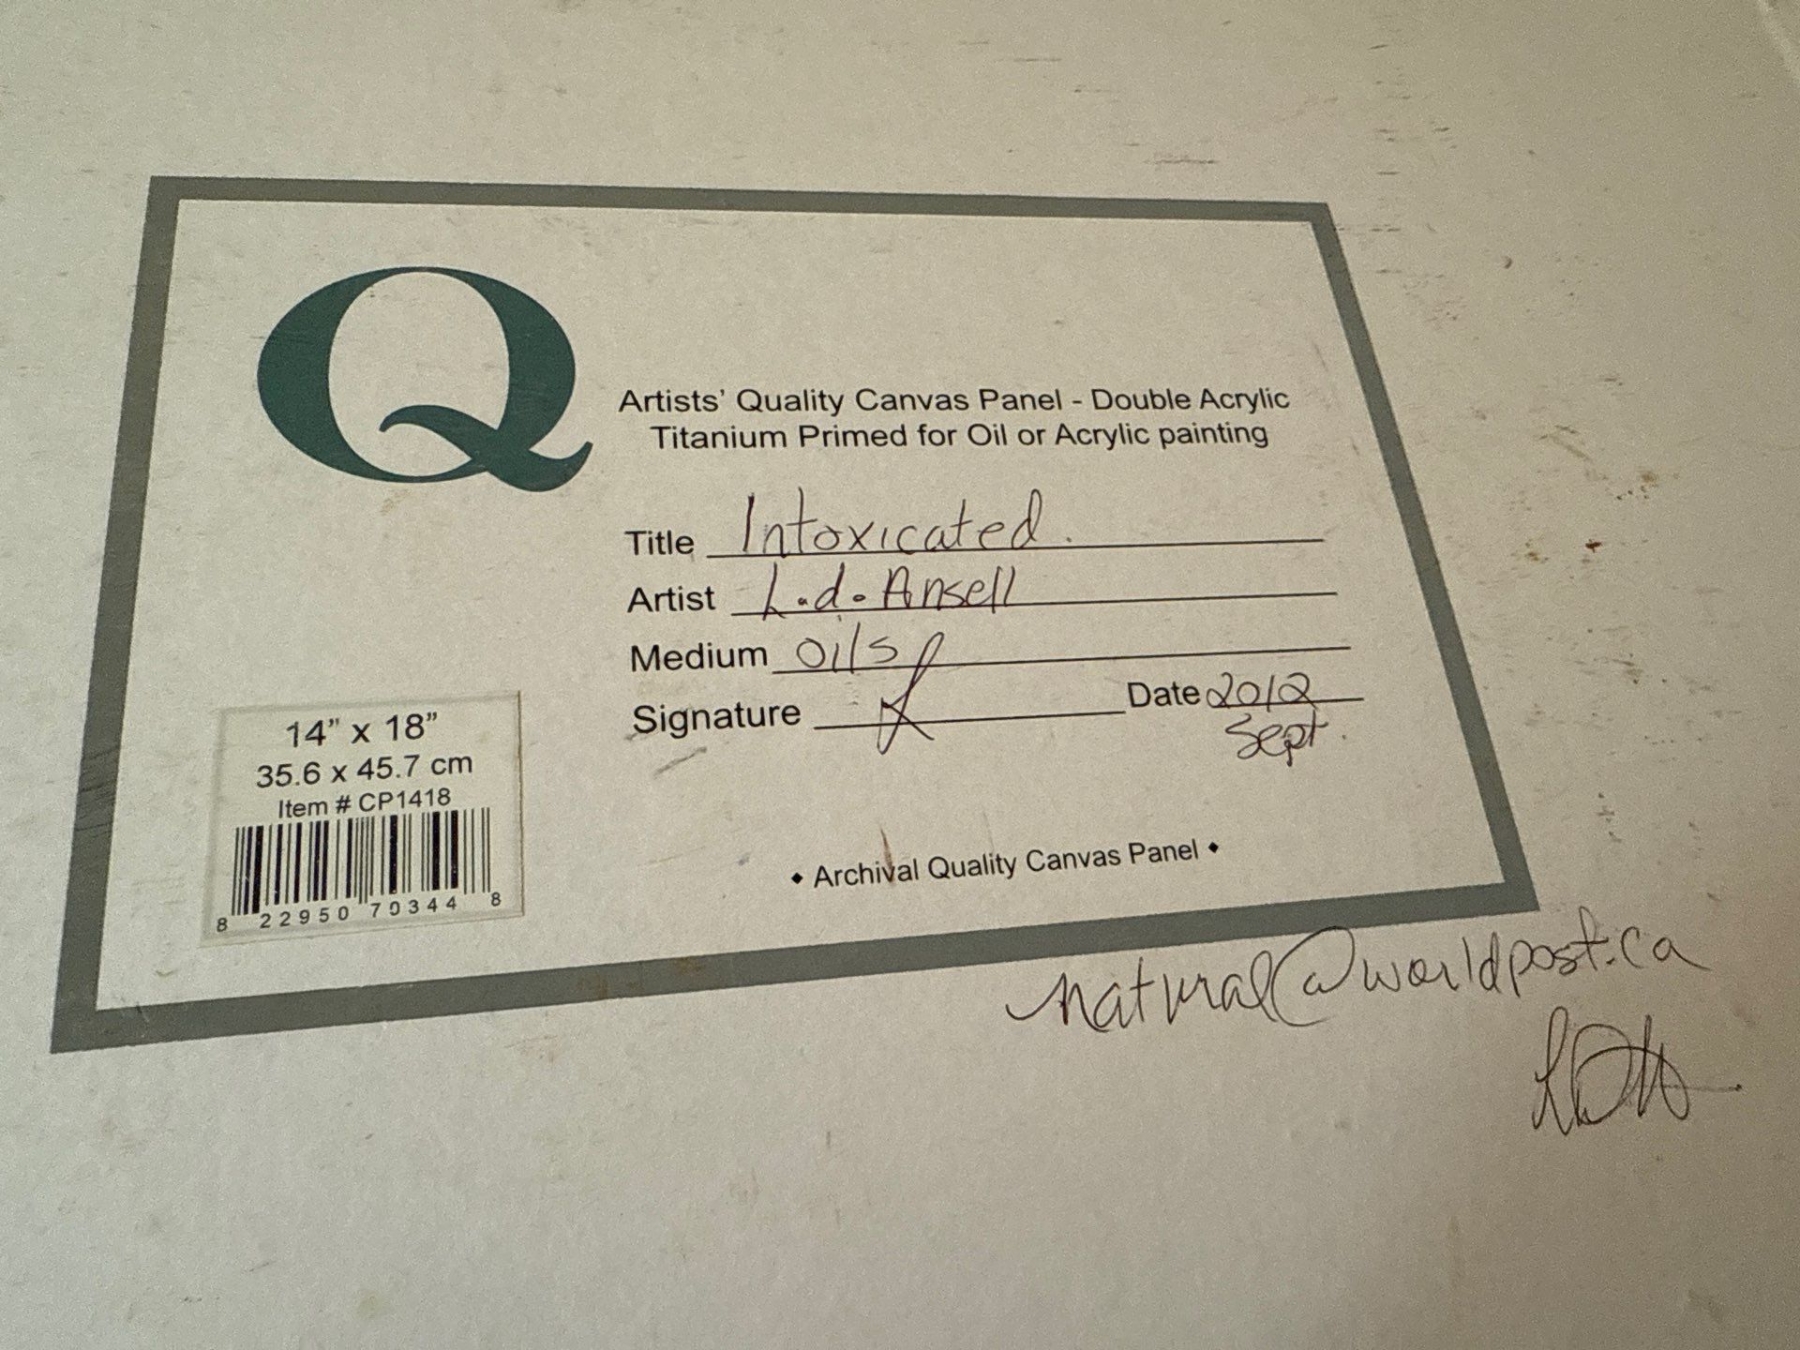 Q
Artists' Quality Canvas Panel - Double Acrylic
Titanium Primed for Oil or Acrylic painting
Title Intoxicated.
Artist L.d. Ansell
Medium Oils
Signature
Date 2012
Sept.
14" x 18"
35.6 x 45.7 cm
Item # CP1418
8 22950 70344 8
♦ Archival Quality Canvas Panel ♦
natural@worldpost.ca